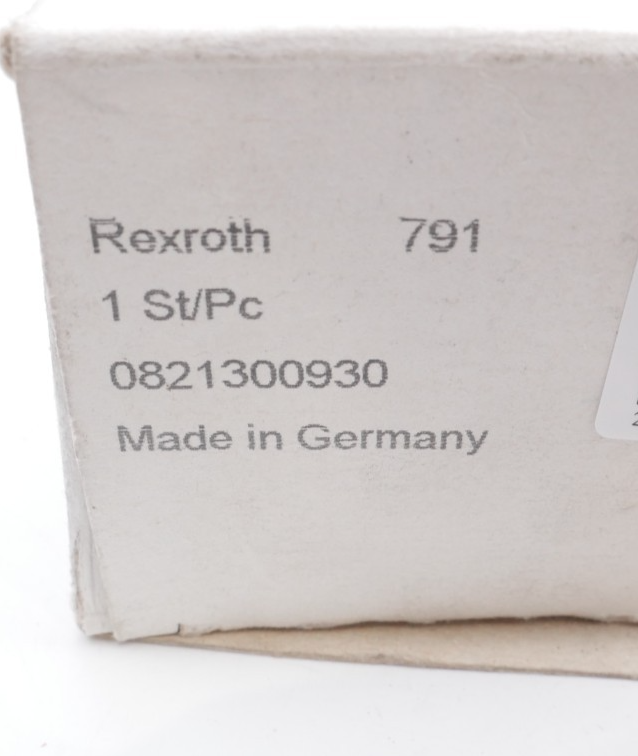 Rexroth 791
1 St/Pc
0821300930
Made in Germany